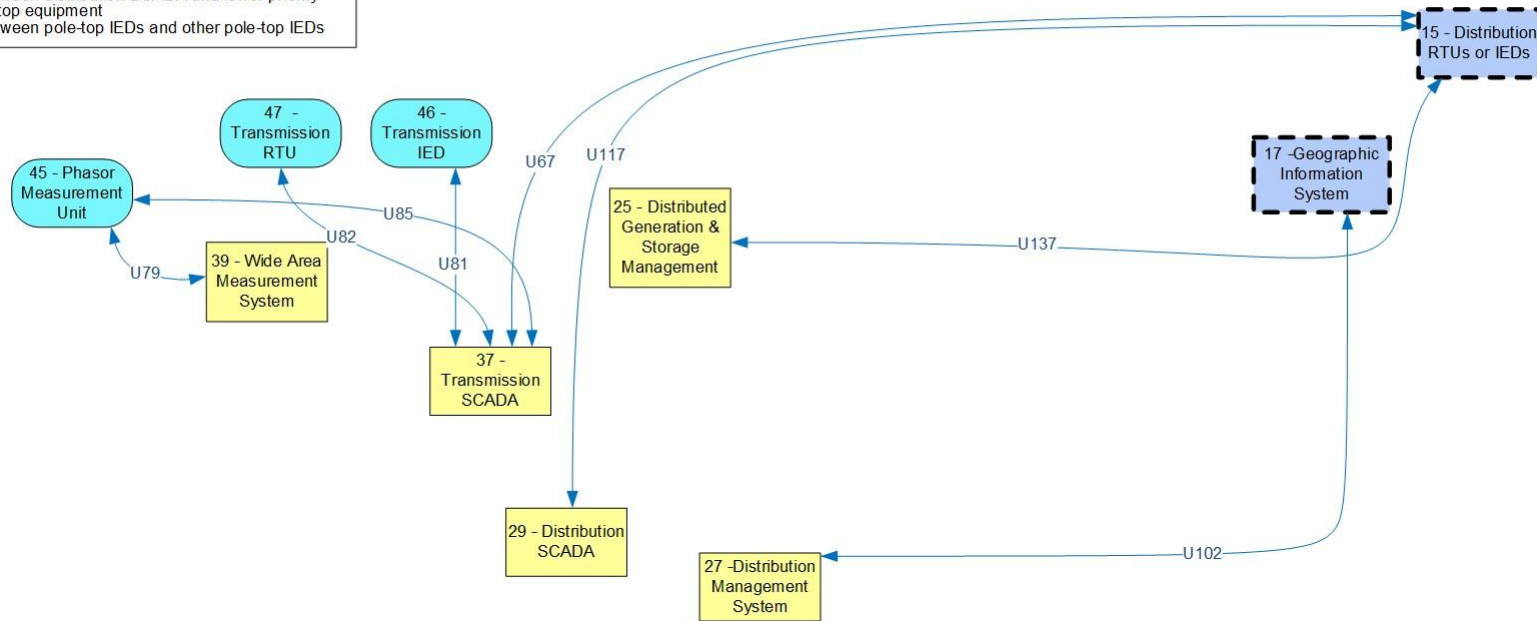 top equipment
ween pole-top IEDs and other pole-top IEDs
15 - Distribution
RTUs or IEDs
47 -
Transmission
RTU
46 -
Transmission
IED
45 - Phasor
Measurement
Unit
U67
U117
17 -Geographic
Information
System
25 - Distributed
Generation &
Storage
Management
U85
U82
U81
U137
U79
39 - Wide Area
Measurement
System
37 -
Transmission
SCADA
29 - Distribution
SCADA
27 -Distribution
Management
System
U102